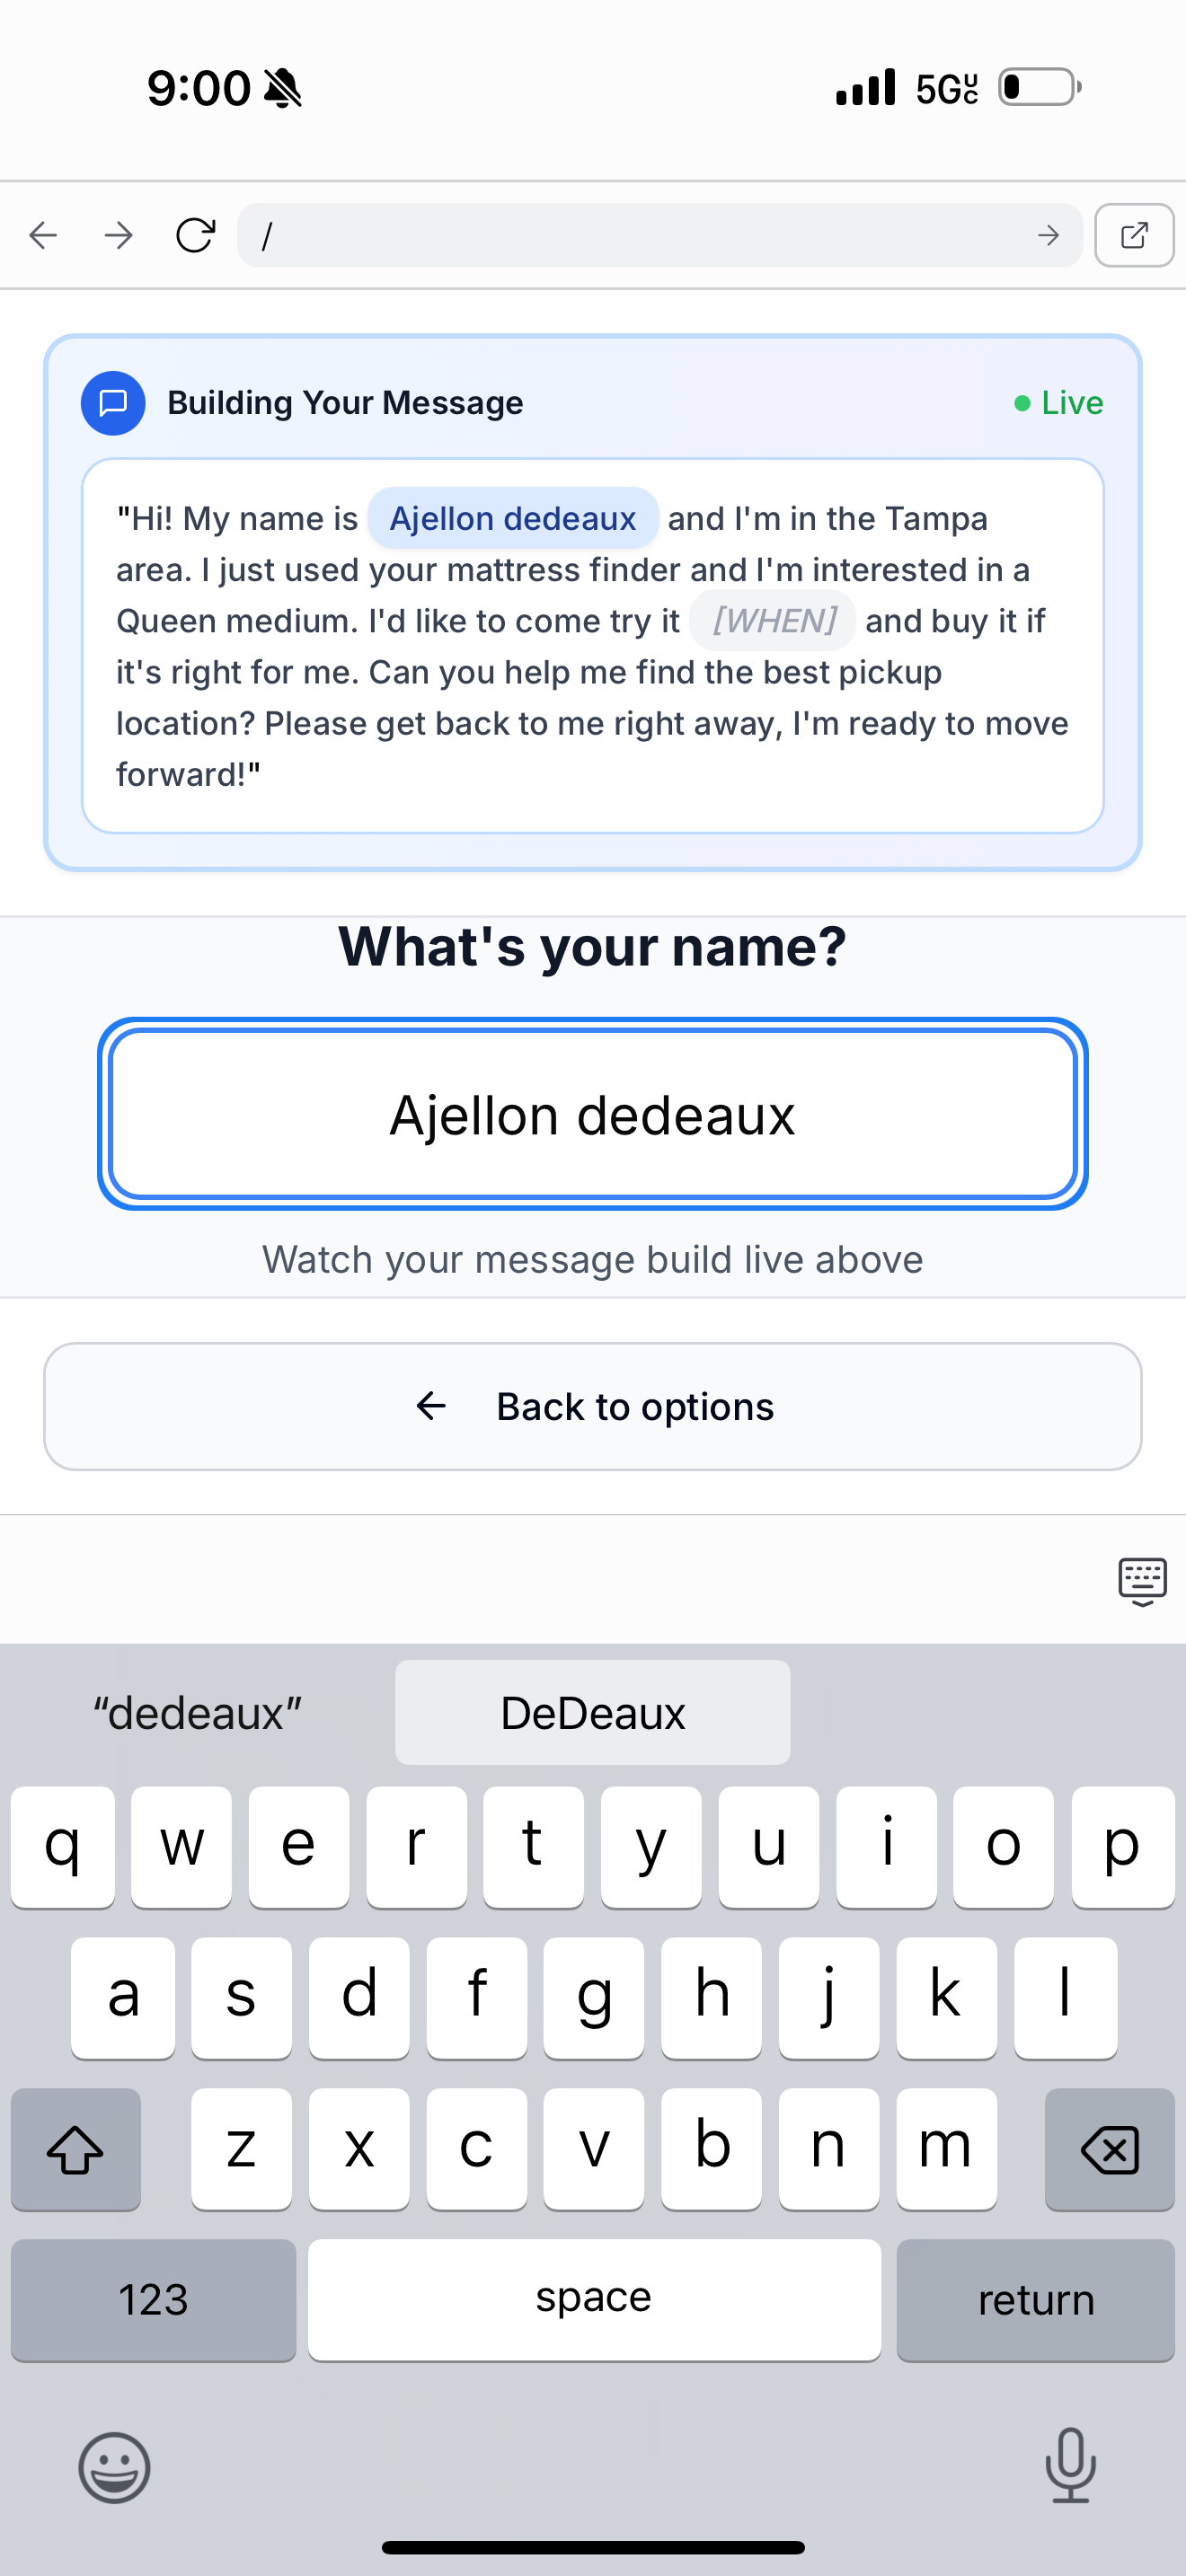 9:00
5G UC
/
Building Your Message
Live
"Hi! My name is Ajellon dedeaux and I'm in the Tampa
area. I just used your mattress finder and I'm interested in a
Queen medium. I'd like to come try it [WHEN] and buy it if
it's right for me. Can you help me find the best pickup
location? Please get back to me right away, I'm ready to move
forward!"
What's your name?
Ajellon dedeaux
Watch your message build live above
Back to options
“dedeaux” DeDeaux
q w e r t y u i o p
a s d f g h j k l
z x c v b n m
123 space return